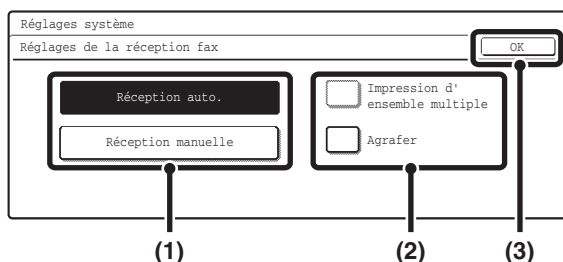 Réglages système
Réglages de la réception fax
OK
Réception auto.
Réception manuelle
Impression d'
ensemble multiple
Agrafer
(1)
(2)
(3)